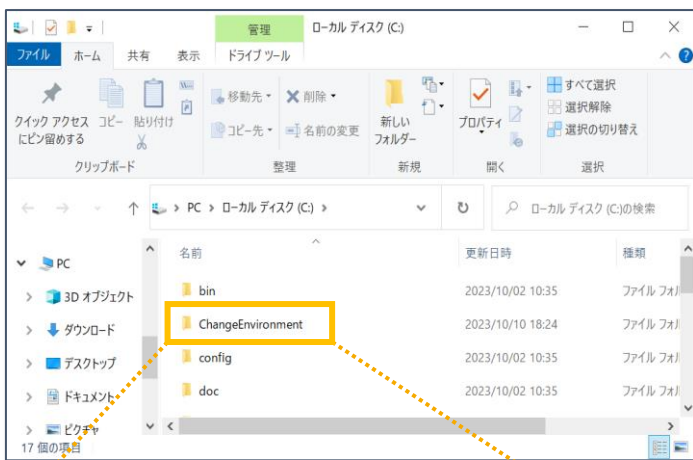 管理
ローカル ディスク (C:)
ファイル ホーム 共有 表示 ドライブ ツール
クイック アクセス
にピン留めする
コピー
貼り付け
クリップボード
移動先
コピー先
削除
名前の変更
整理
新しい
フォルダー
新規
プロパティ
開く
すべて選択
選択解除
選択の切り替え
選択
PC > ローカル ディスク (C:) >
ローカル ディスク (C:)の検索
PC
3D オブジェクト
ダウンロード
デスクトップ
ドキュメント
ピクチャ
名前 更新日時 種類
bin 2023/10/02 10:35 ファイル フォル
ChangeEnvironment 2023/10/10 18:24 ファイル フォル
config 2023/10/02 10:35 ファイル フォル
doc 2023/10/02 10:35 ファイル フォル
17 個の項目